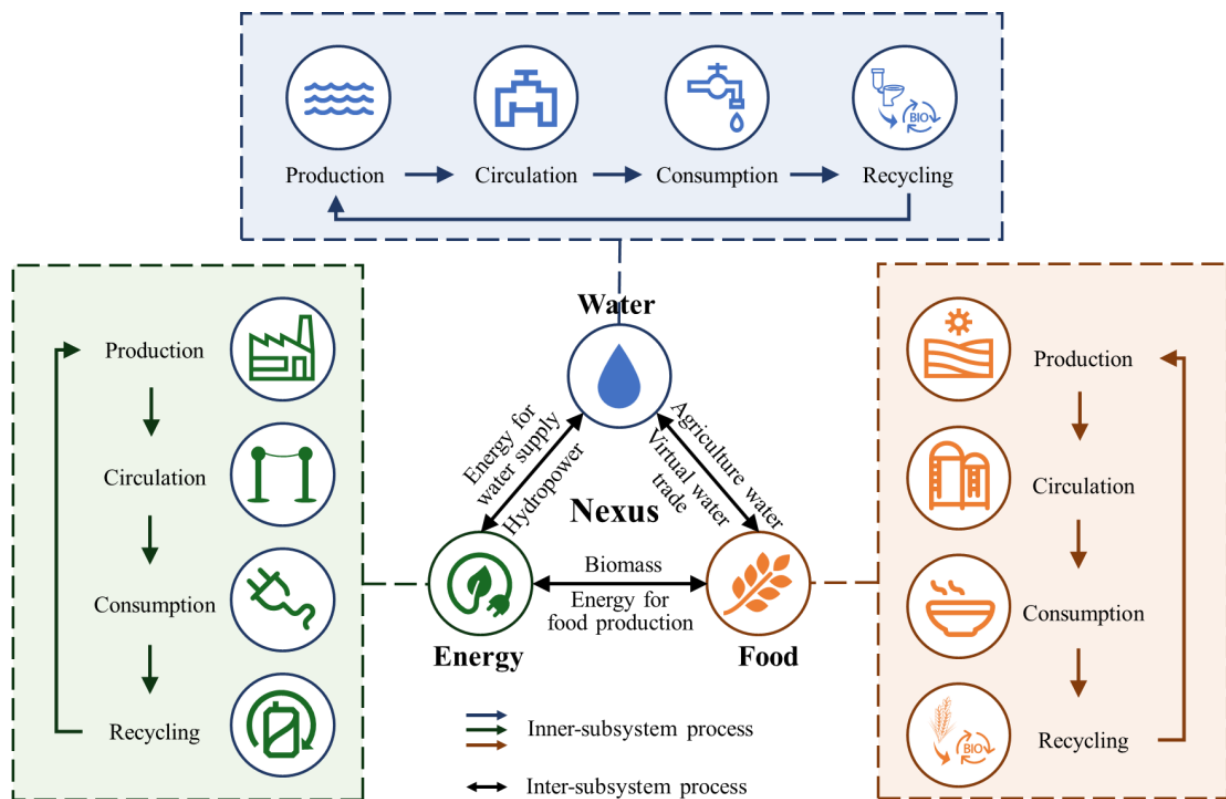 BIO
Production
Circulation
Consumption
Recycling
Water
Production
Circulation
Consumption
Recycling
Energy for
water supply
Hydropower
Agriculture water
Virtual water
trade
Nexus
Biomass
Energy for
food production
Energy
Food
Production
Circulation
Consumption
BIO
Recycling
Inner-subsystem process
Inter-subsystem process